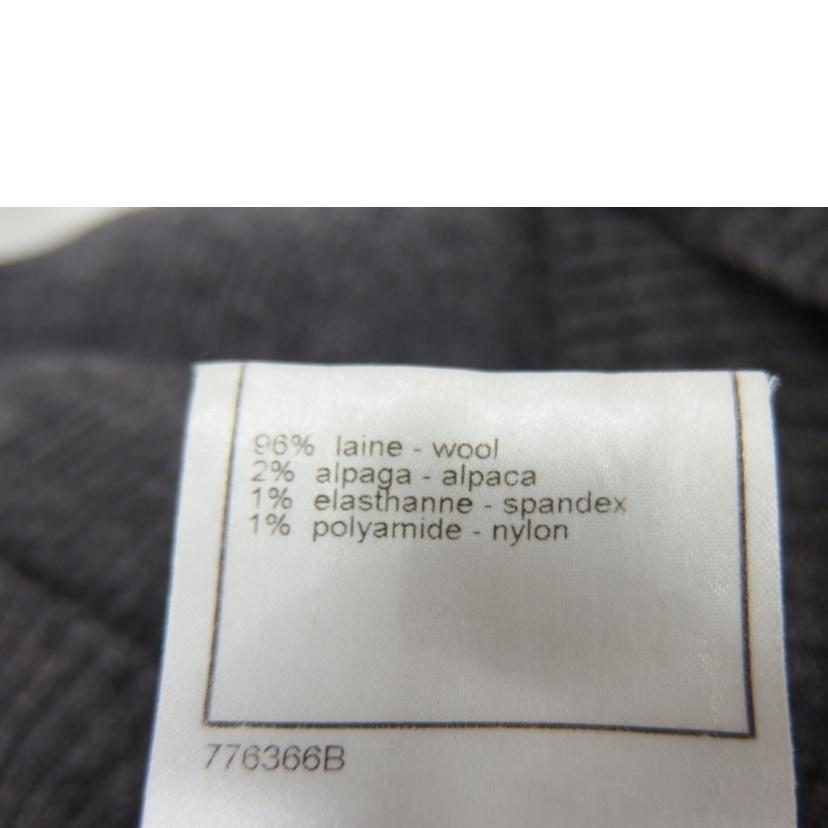 96% laine - wool
2% alpaga - alpaca
1% elasthanne - spandex
1% polyamide - nylon
776366B